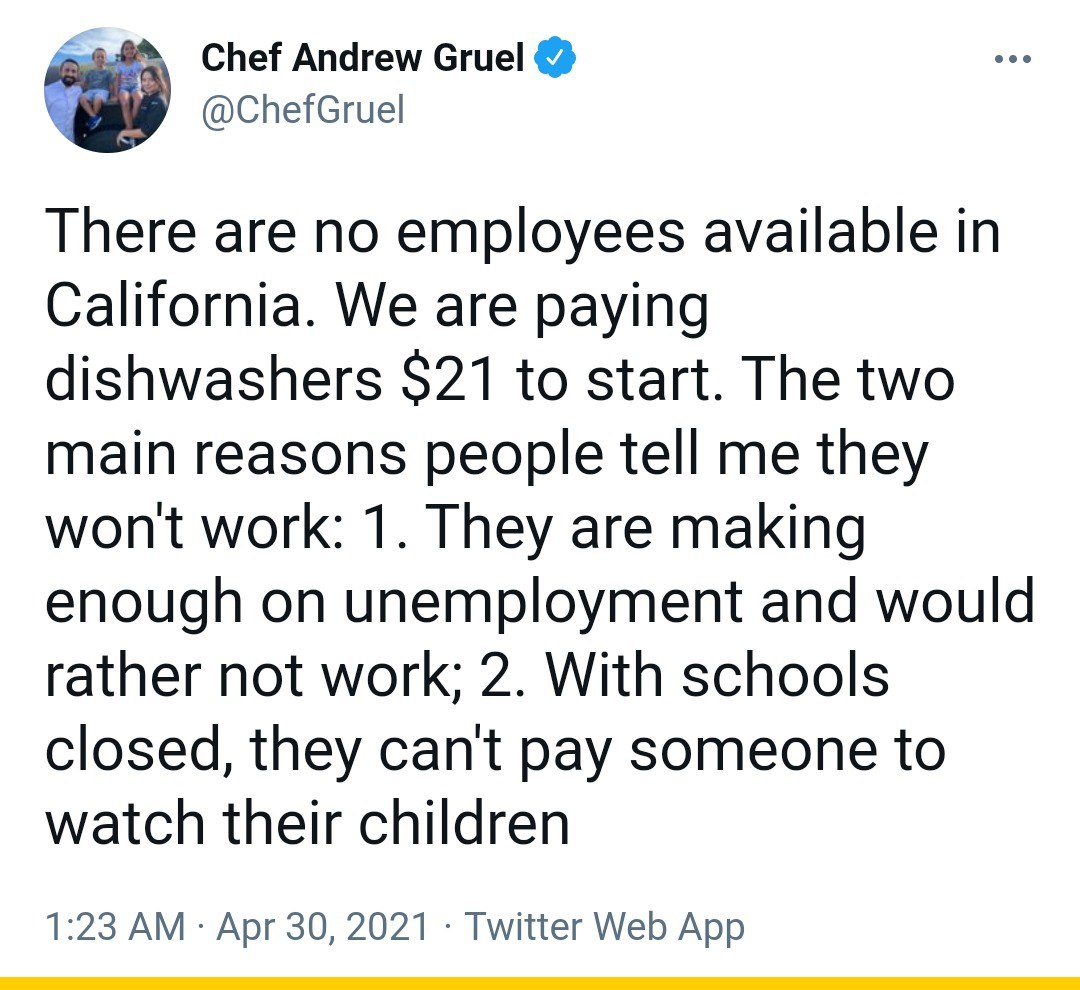 Chef Andrew Gruel
@ChefGruel
There are no employees available in
California. We are paying
dishwashers $21 to start. The two
main reasons people tell me they
won't work: 1. They are making
enough on unemployment and would
rather not work; 2. With schools
closed, they can't pay someone to
watch their children
1:23 AM · Apr 30, 2021 · Twitter Web App